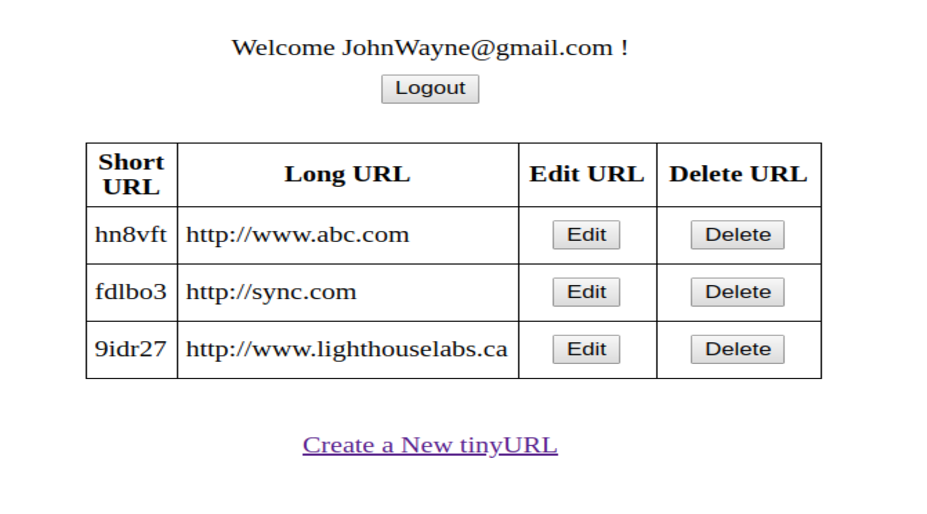 Welcome JohnWayne@gmail.com !
Logout
Short URL Long URL Edit URL Delete URL
hn8vft http://www.abc.com Edit Delete
fdlbo3 http://sync.com Edit Delete
9idr27 http://www.lighthouselabs.ca Edit Delete
Create a New tinyURL